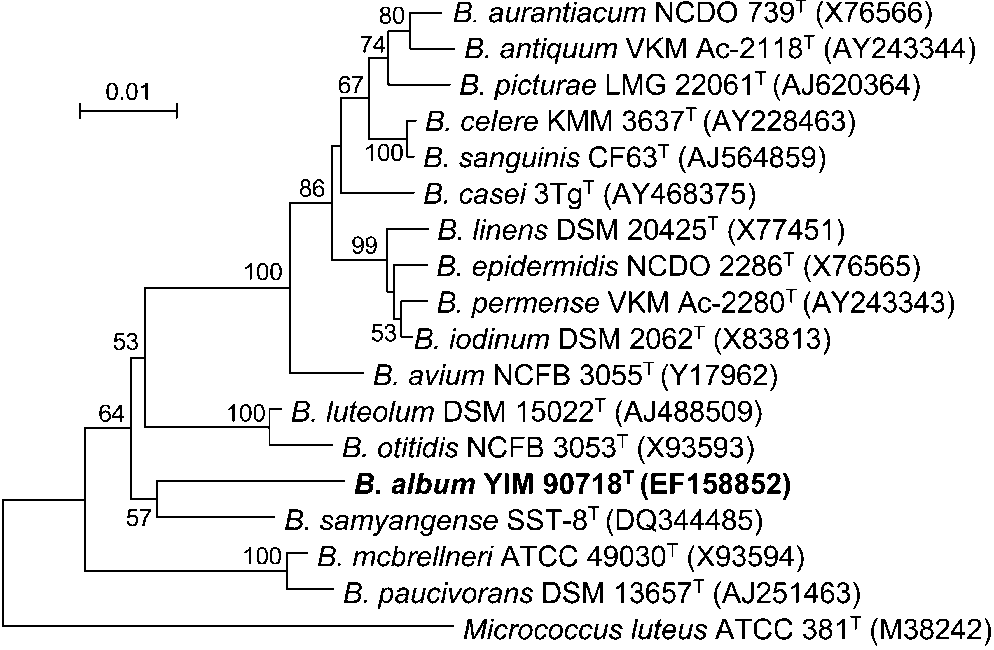 80 B. aurantiacum NCDO 739ᵀ (X76566)
74 B. antiquum VKM Ac-2118ᵀ (AY243344)
67 B. picturae LMG 22061ᵀ (AJ620364)
0.01
B. celere KMM 3637ᵀ (AY228463)
100 B. sanguinis CF63ᵀ (AJ564859)
86 B. casei 3Tgᵀ (AY468375)
B. linens DSM 20425ᵀ (X77451)
99
B. epidermidis NCDO 2286ᵀ (X76565)
100
B. permense VKM Ac-2280ᵀ (AY243343)
53 B. iodinum DSM 2062ᵀ (X83813)
53
B. avium NCFB 3055ᵀ (Y17962)
64 100 B. luteolum DSM 15022ᵀ (AJ488509)
B. otitidis NCFB 3053ᵀ (X93593)
B. album YIM 90718ᵀ (EF158852)
57 B. samyangense SST-8ᵀ (DQ344485)
100 B. mcbrellneri ATCC 49030ᵀ (X93594)
B. paucivorans DSM 13657ᵀ (AJ251463)
Micrococcus luteus ATCC 381ᵀ (M38242)